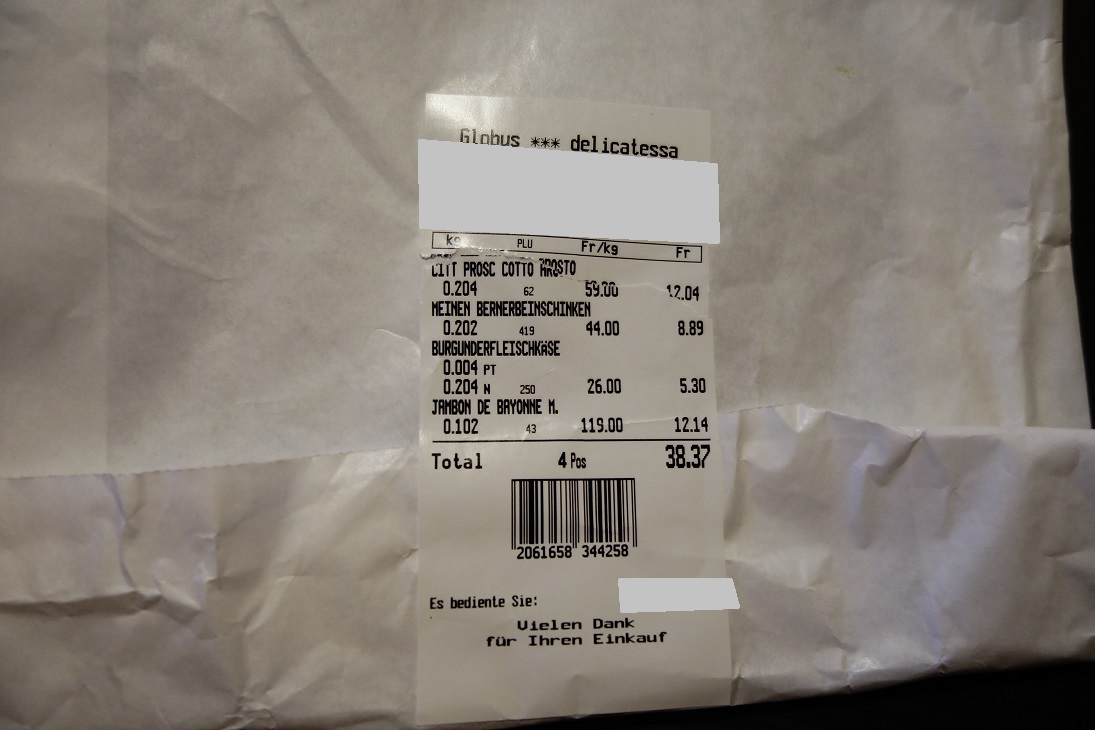 Globus *** delicatessa
kg PLU Fr/kg Fr
PROSC COTTO AROSTO
0.204 62 59.00 12.04
MEINEN BERNERBEINSCHINKEN
0.202 419 44.00 8.89
BURGUNDERFLEISCHKÄSE
0.004 PT
0.204 N 250 26.00 5.30
JAMBON DE BAYONNE M.
0.102 43 119.00 12.14
Total 4 Pos 38.37
2061658 344258
Es bediente Sie:
Vielen Dank
für Ihren Einkauf